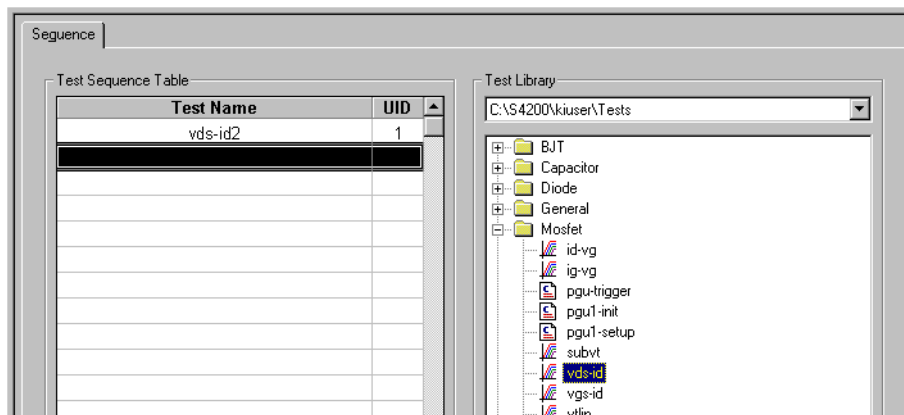 Sequence
Test Sequence Table
Test Name UID
vds-id2 1
Test Library
C:\S4200\kiuser\Tests
BJT
Capacitor
Diode
General
Mosfet
id-vg
ig-vg
pgu-trigger
pgu1-init
pgu1-setup
subvt
vds-id
vgs-id
vtlin